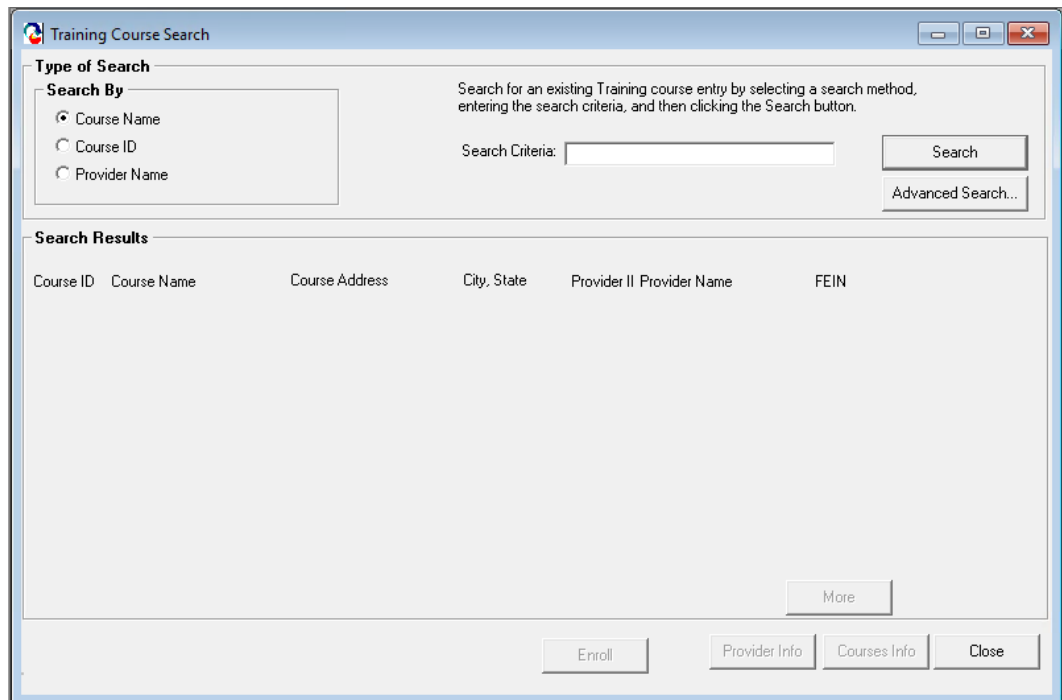 Training Course Search
Type of Search
Search By
Course Name
Course ID
Provider Name
Search for an existing Training course entry by selecting a search method,
entering the search criteria, and then clicking the Search button.
Search Criteria:
Search
Advanced Search...
Search Results
Course ID Course Name Course Address City, State Provider II Provider Name FEIN
More
Enroll Provider Info Courses Info Close